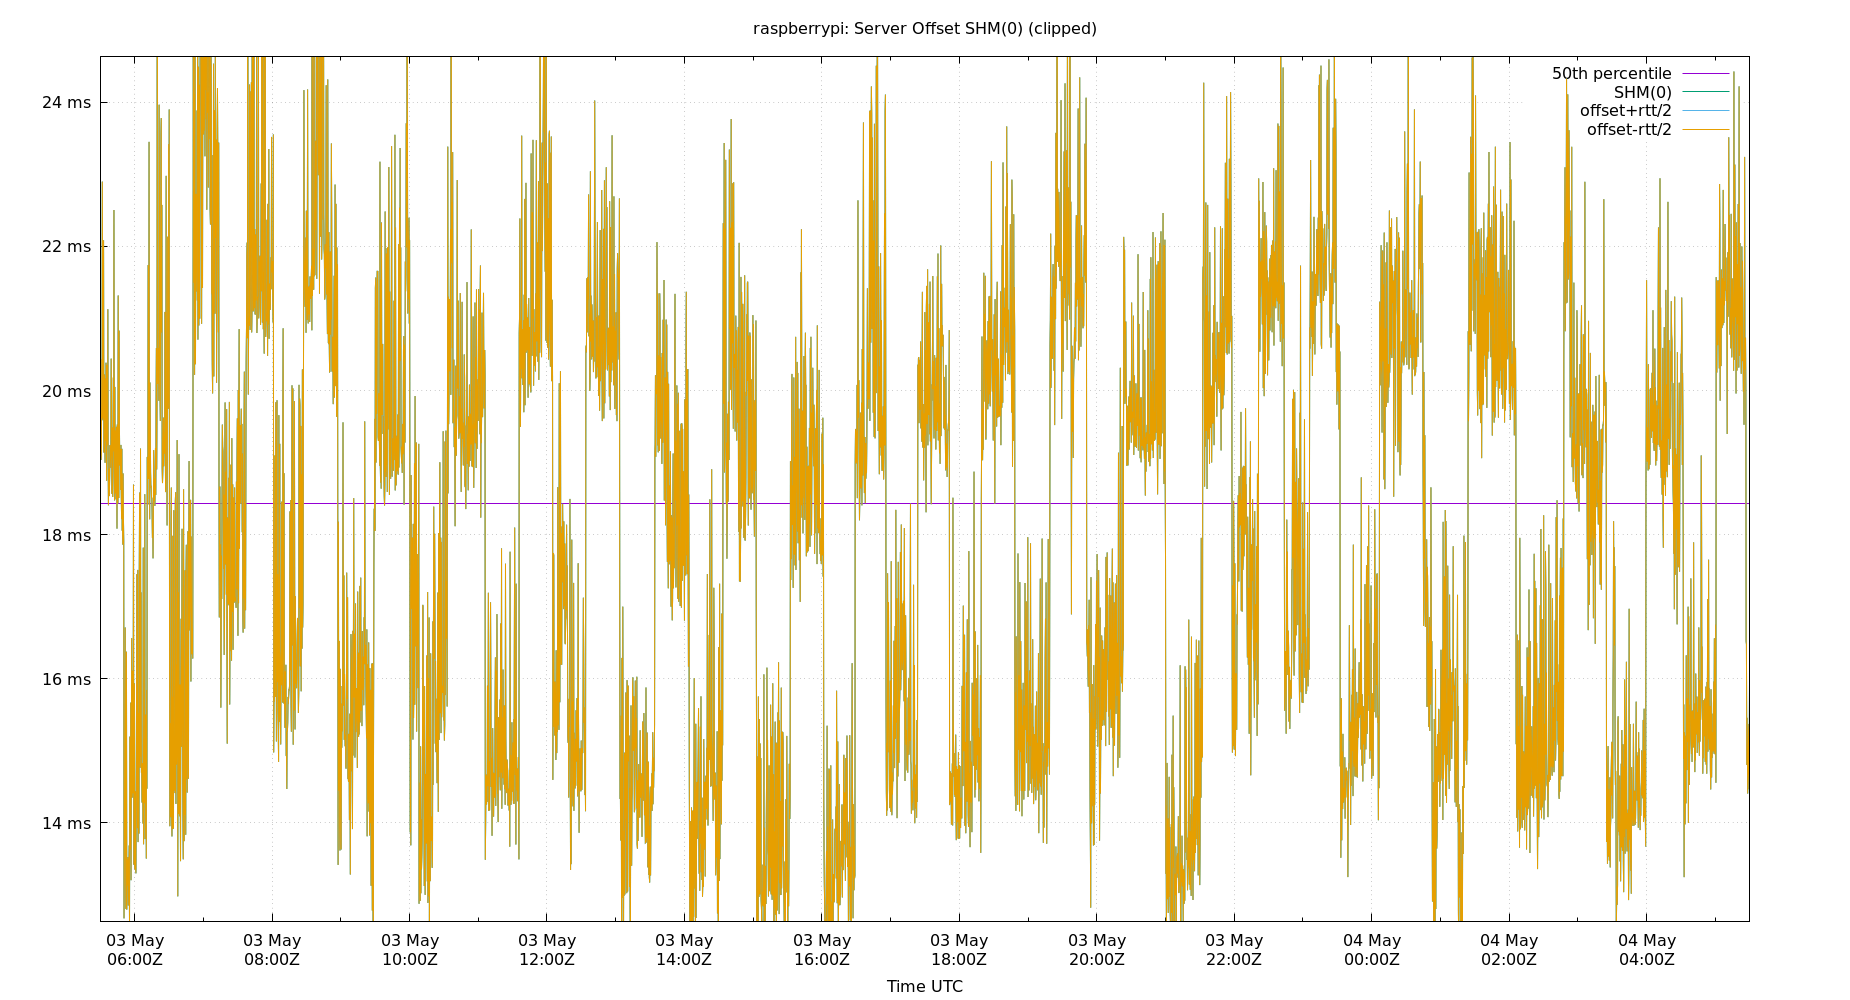 raspberrypi: Server Offset SHM(0) (clipped)
50th percentile
SHM(0)
offset+rtt/2
offset-rtt/2
24 ms
22 ms
20 ms
18 ms
16 ms
14 ms
03 May 03 May 03 May 03 May 03 May 03 May 03 May 03 May 03 May 04 May 04 May 04 May
06:00Z 08:00Z 10:00Z 12:00Z 14:00Z 16:00Z 18:00Z 20:00Z 22:00Z 00:00Z 02:00Z 04:00Z
Time UTC